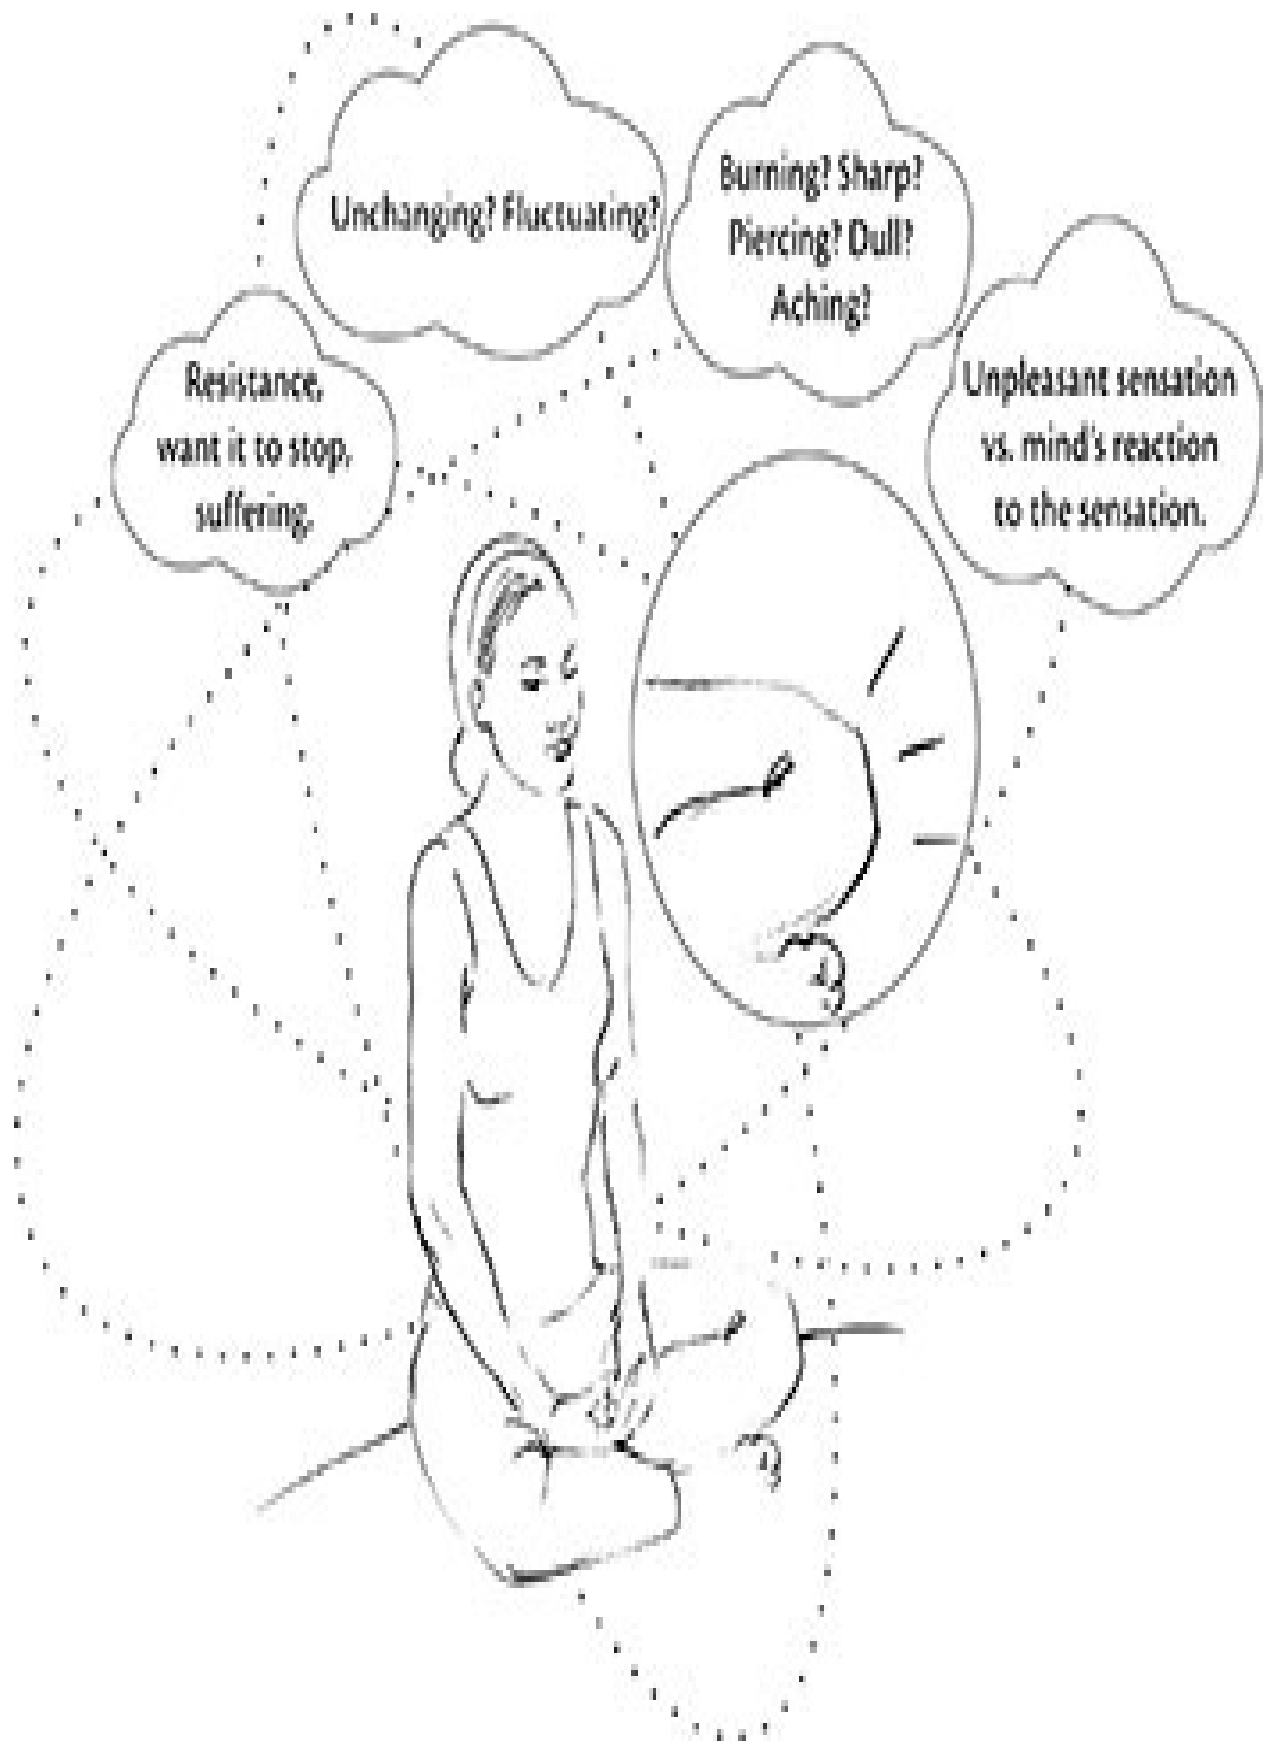 Unchanging? Fluctuating?
Burning? Sharp?
Piercing? Dull?
Aching?
Resistance,
want it to stop,
suffering.
Unpleasant sensation
vs. mind's reaction
to the sensation.